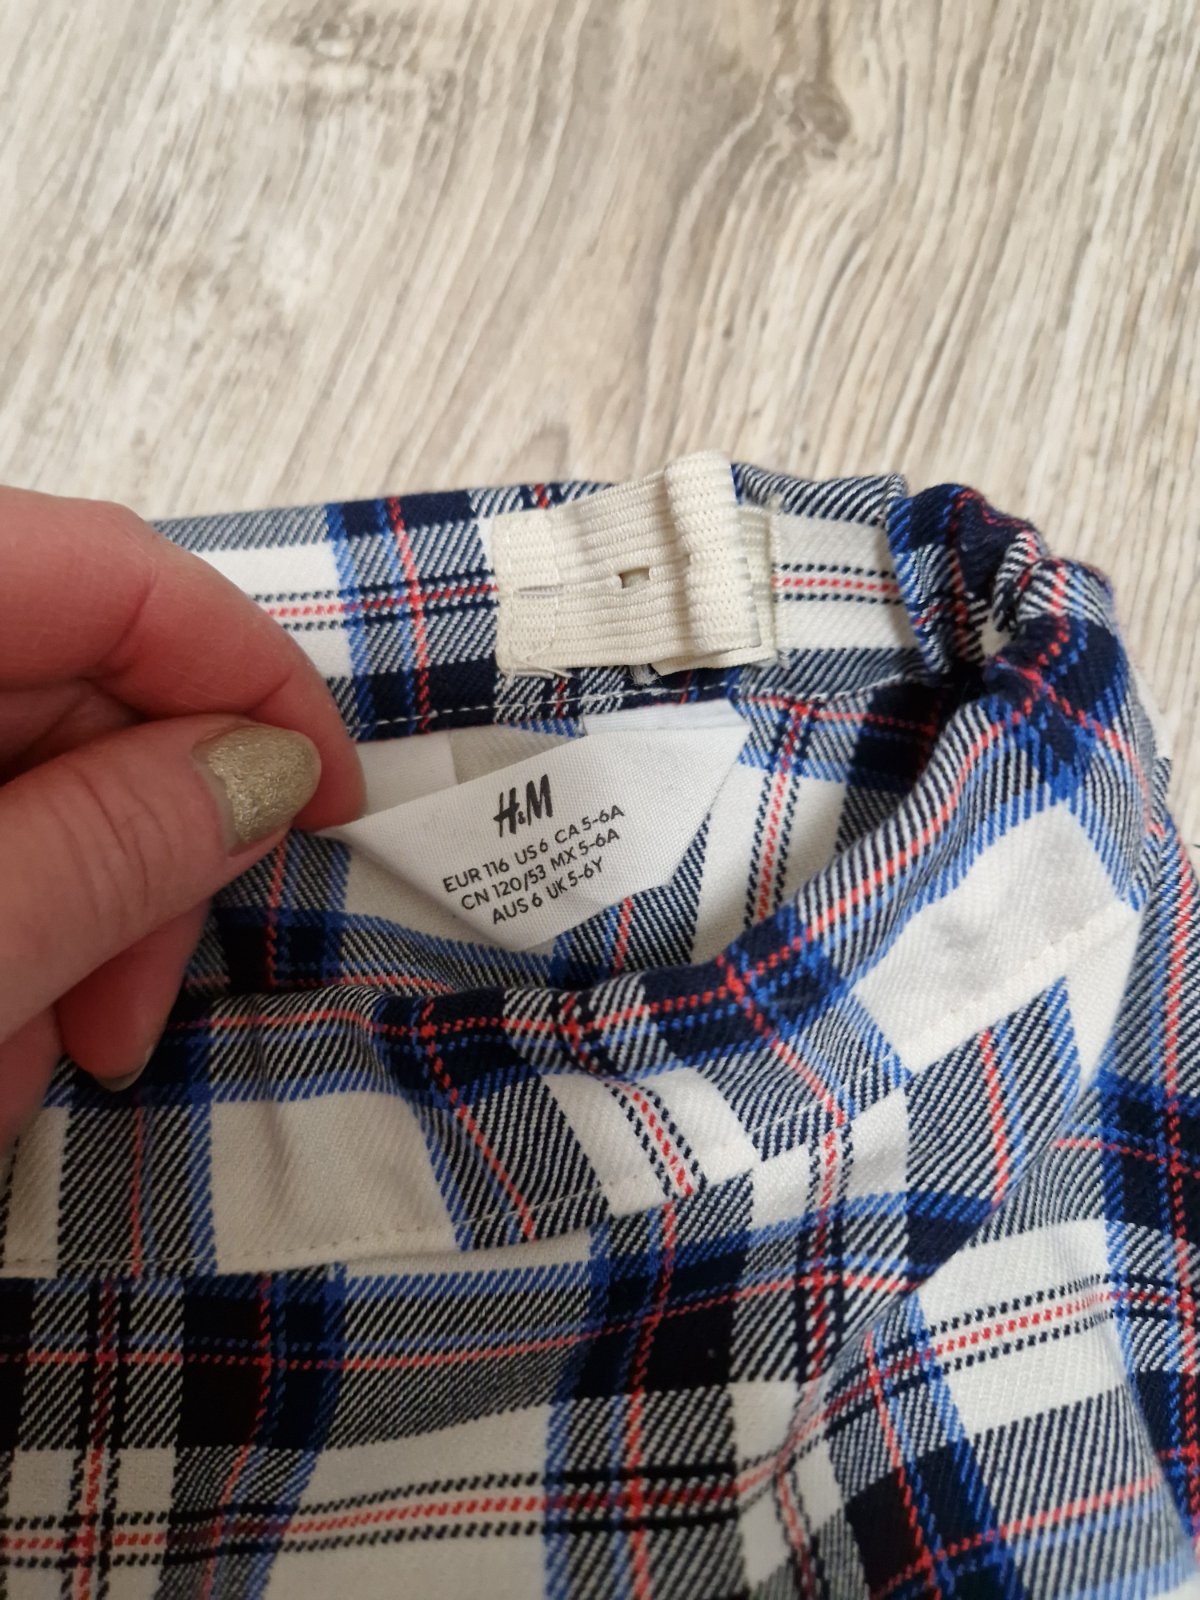 H&M
EUR 116 US 6 CA 5-6A
CN 120/53 MX 5-6A
AUS 6 UK 5-6Y